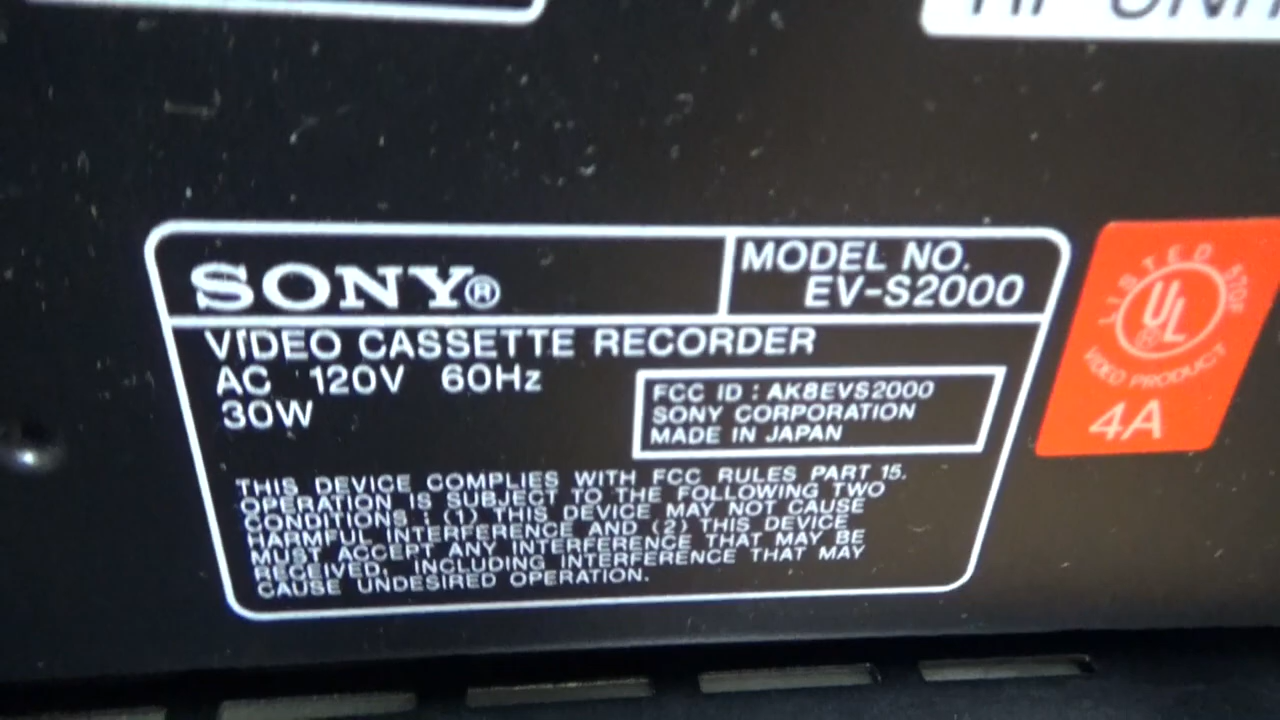 SONY®
MODEL NO.
EV-S2000
VIDEO CASSETTE RECORDER
AC 120V 60Hz
30W
FCC ID : AK8EVS2000
SONY CORPORATION
MADE IN JAPAN
THIS DEVICE COMPLIES WITH FCC RULES PART 15.
OPERATION IS SUBJECT TO THE FOLLOWING TWO
CONDITIONS : (1) THIS DEVICE MAY NOT CAUSE
HARMFUL INTERFERENCE AND (2) THIS DEVICE
MUST ACCEPT ANY INTERFERENCE THAT MAY BE
RECEIVED, INCLUDING INTERFERENCE THAT MAY
CAUSE UNDESIRED OPERATION.
LISTED
UL
VIDEO PRODUCT
4A